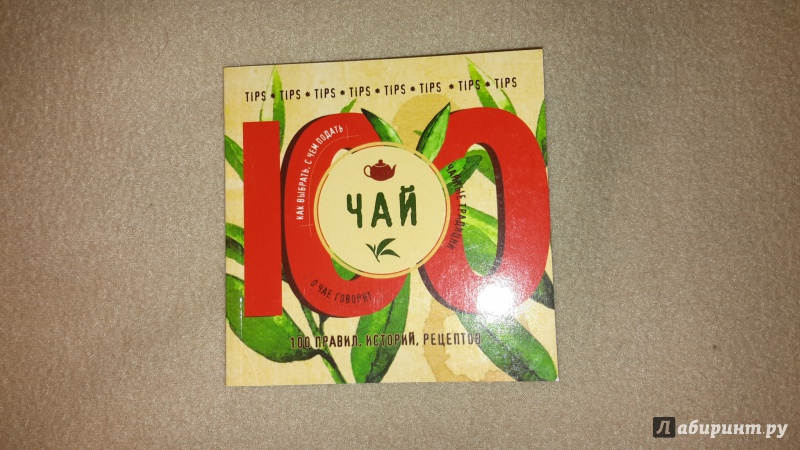 TIPS * TIPS * TIPS * TIPS * TIPS * TIPS * TIPS * TIPS
100
КАК ВЫБРАТЬ, С ЧЕМ ПОДАТЬ
ЧАЙНЫЕ ТРАДИЦИИ
ЧАЙ
О ЧАЕ ГОВОРЯТ
100 ПРАВИЛ, ИСТОРИЙ, РЕЦЕПТОВ
Лабиринт.ру